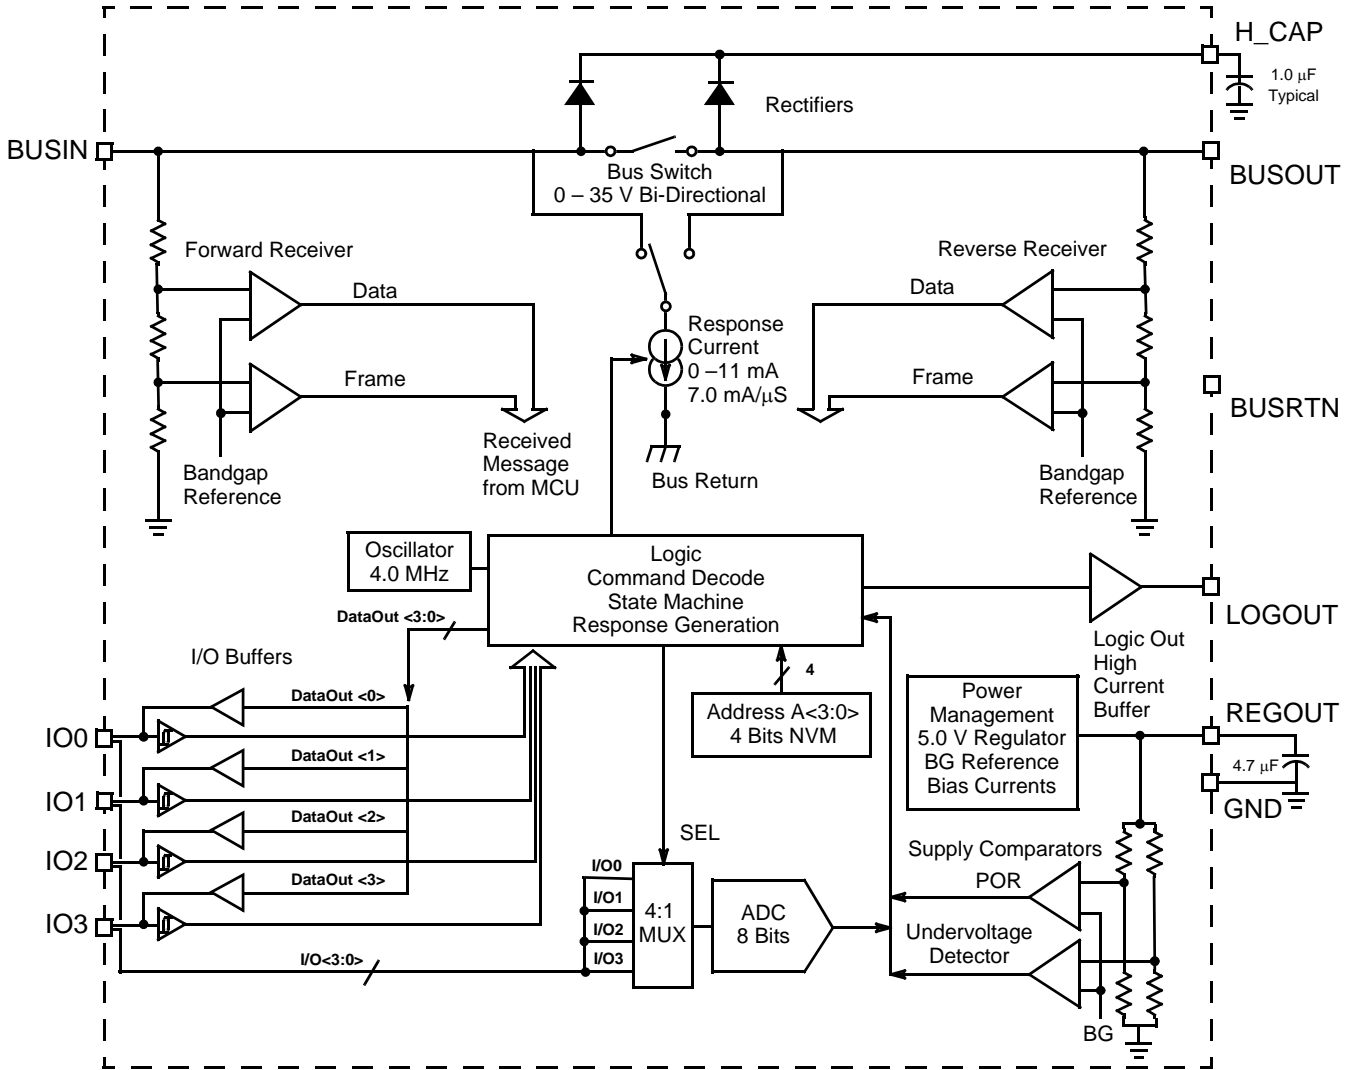 H_CAP
1.0 μF
Typical
Rectifiers
BUSIN
BUSOUT
Bus Switch
0 – 35 V Bi-Directional
Forward Receiver
Reverse Receiver
Data
Data
Response
Current
0 –11 mA
7.0 mA/μS
Frame
Frame
BUSRTN
Received
Message
from MCU
Bandgap
Reference
Bus Return
Bandgap
Reference
Oscillator
4.0 MHz
Logic
Command Decode
State Machine
Response Generation
LOGOUT
DataOut <3:0>
Logic Out
High
Current
Buffer
I/O Buffers
4
DataOut <0>
Address A<3:0>
4 Bits NVM
Power
Management
5.0 V Regulator
BG Reference
Bias Currents
REGOUT
IO0
DataOut <1>
4.7 μF
IO1
GND
DataOut <2>
SEL
Supply Comparators
IO2
I/O0
POR
DataOut <3>
I/O1
4:1
MUX
ADC
8 Bits
IO3
I/O2
Undervoltage
Detector
I/O<3:0>
I/O3
BG